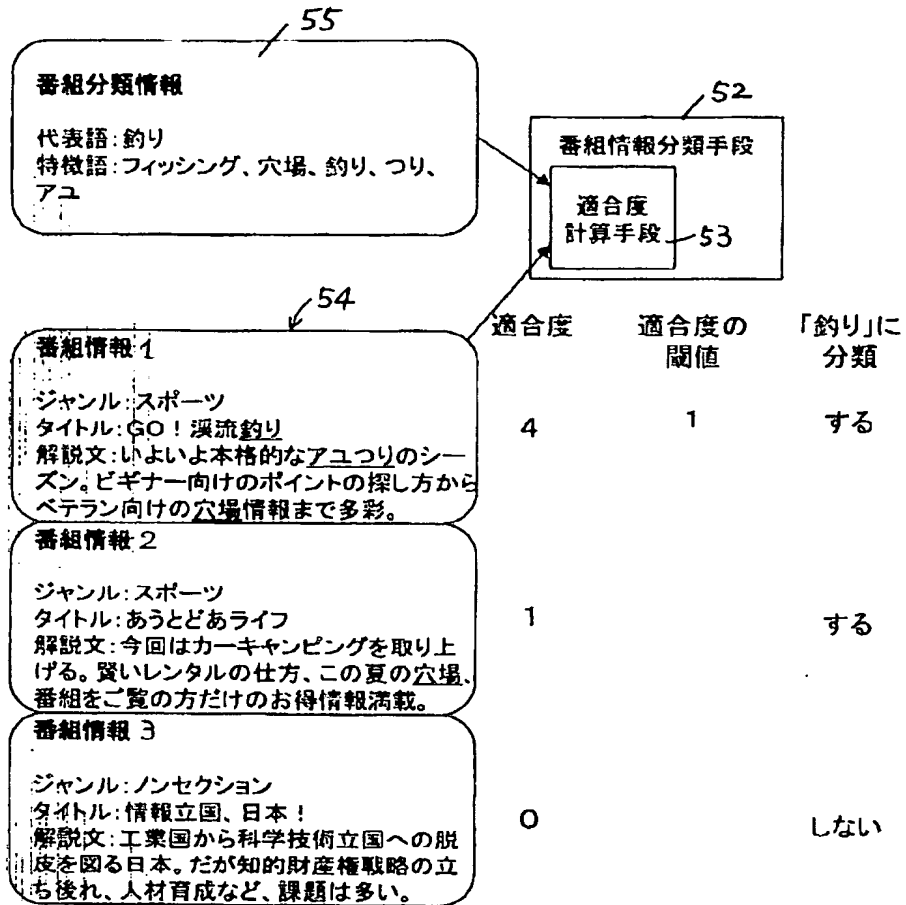 55
番組分類情報
代表語:釣り
特徴語:フィッシング、穴場、釣り、つり、
アユ
52
番組情報分類手段
適合度
計算手段
53
54
番組情報1
ジャンル:スポーツ
タイトル:GO!渓流釣り
解説文:いよいよ本格的なアユつりのシー
ズン。ビギナー向けのポイントの探し方から
ベテラン向けの穴場情報まで多彩。
適合度
適合度の
閾値
「釣り」に
分類
4
1
する
番組情報2
ジャンル:スポーツ
タイトル:あうとどあライフ
解説文:今回はカーキャンピングを取り上
げる。賢いレンタルの仕方、この夏の穴場、
番組をご覧の方だけのお得情報満載。
1
する
番組情報3
ジャンル:ノンセクション
タイトル:情報立国、日本!
解説文:工業国から科学技術立国への脱
皮を図る日本。だが知的財産権戦略の立
ち後れ、人材育成など、課題は多い。
0
しない